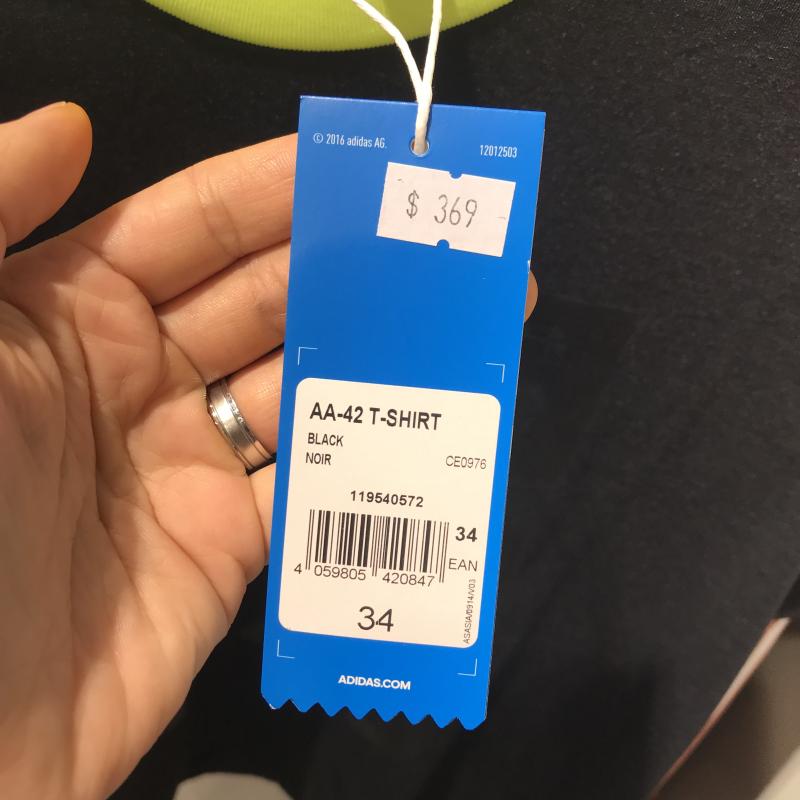 © 2016 adidas AG.
12012503
$ 369
AA-42 T-SHIRT
BLACK
NOIR
CE0976
119540572
34
EAN
4 059805 420847
34
ASASIA/0914/V03
ADIDAS.COM